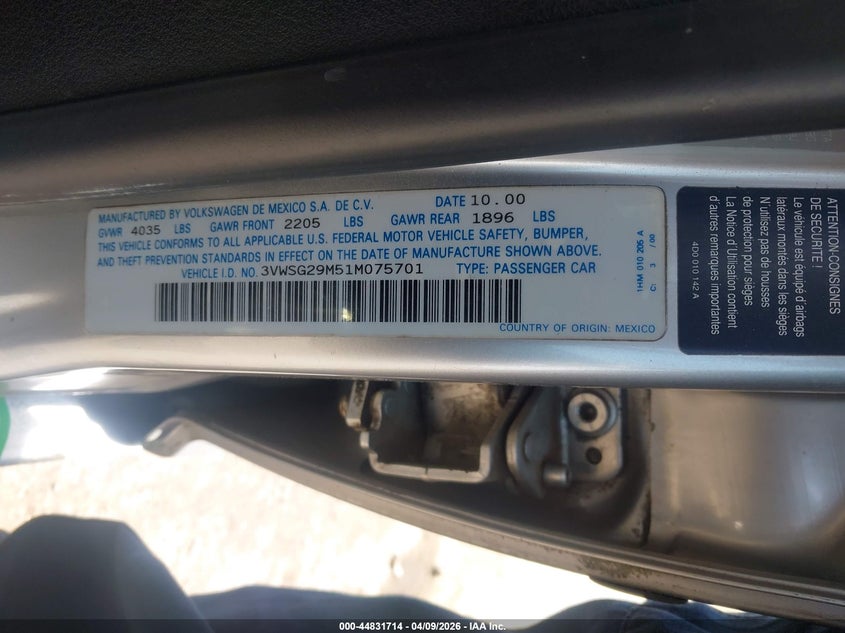 MANUFACTURED BY VOLKSWAGEN DE MEXICO S.A. DE C.V. DATE 10.00
GVWR 4035 LBS GAWR FRONT 2205 LBS GAWR REAR 1896 LBS
THIS VEHICLE CONFORMS TO ALL APPLICABLE U.S. FEDERAL MOTOR VEHICLE SAFETY, BUMPER,
AND THEFT PREVENTION STANDARDS IN EFFECT ON THE DATE OF MANUFACTURE SHOWN ABOVE.
VEHICLE I.D. NO. 3VWSG29M51M075701 TYPE: PASSENGER CAR
COUNTRY OF ORIGIN: MEXICO
1HM 010 205 A
C: 3 / 00
ATTENTION-CONSIGNES
DE SECURITE !
Le véhicule est équipé d'airbags
latéraux montés dans les sièges
N'utilisez pas de housses
de protection pour sièges
La Notice d'Utilisation contient
d'autres remarques importantes
4D0 010 142 A
000-44831714 - 04/09/2026 - IAA Inc.